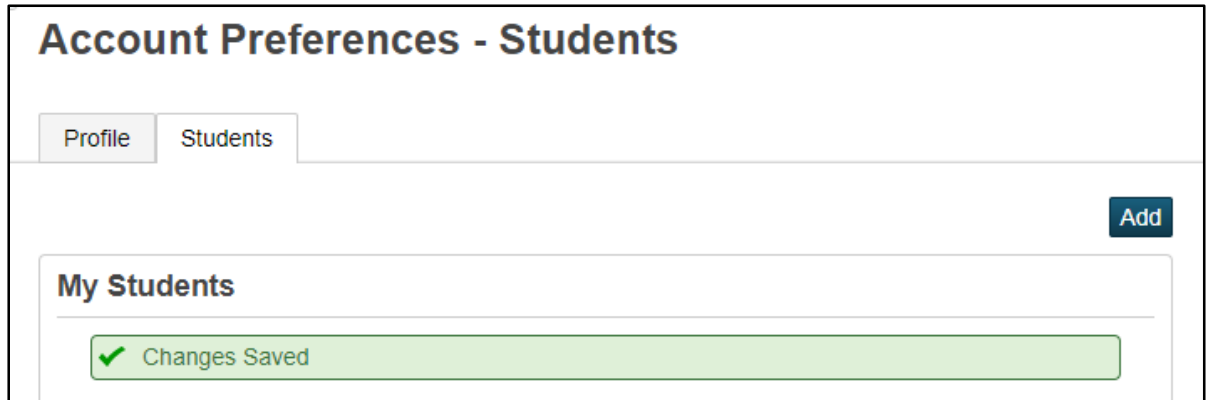 Account Preferences - Students
Profile Students
Add
My Students
Changes Saved